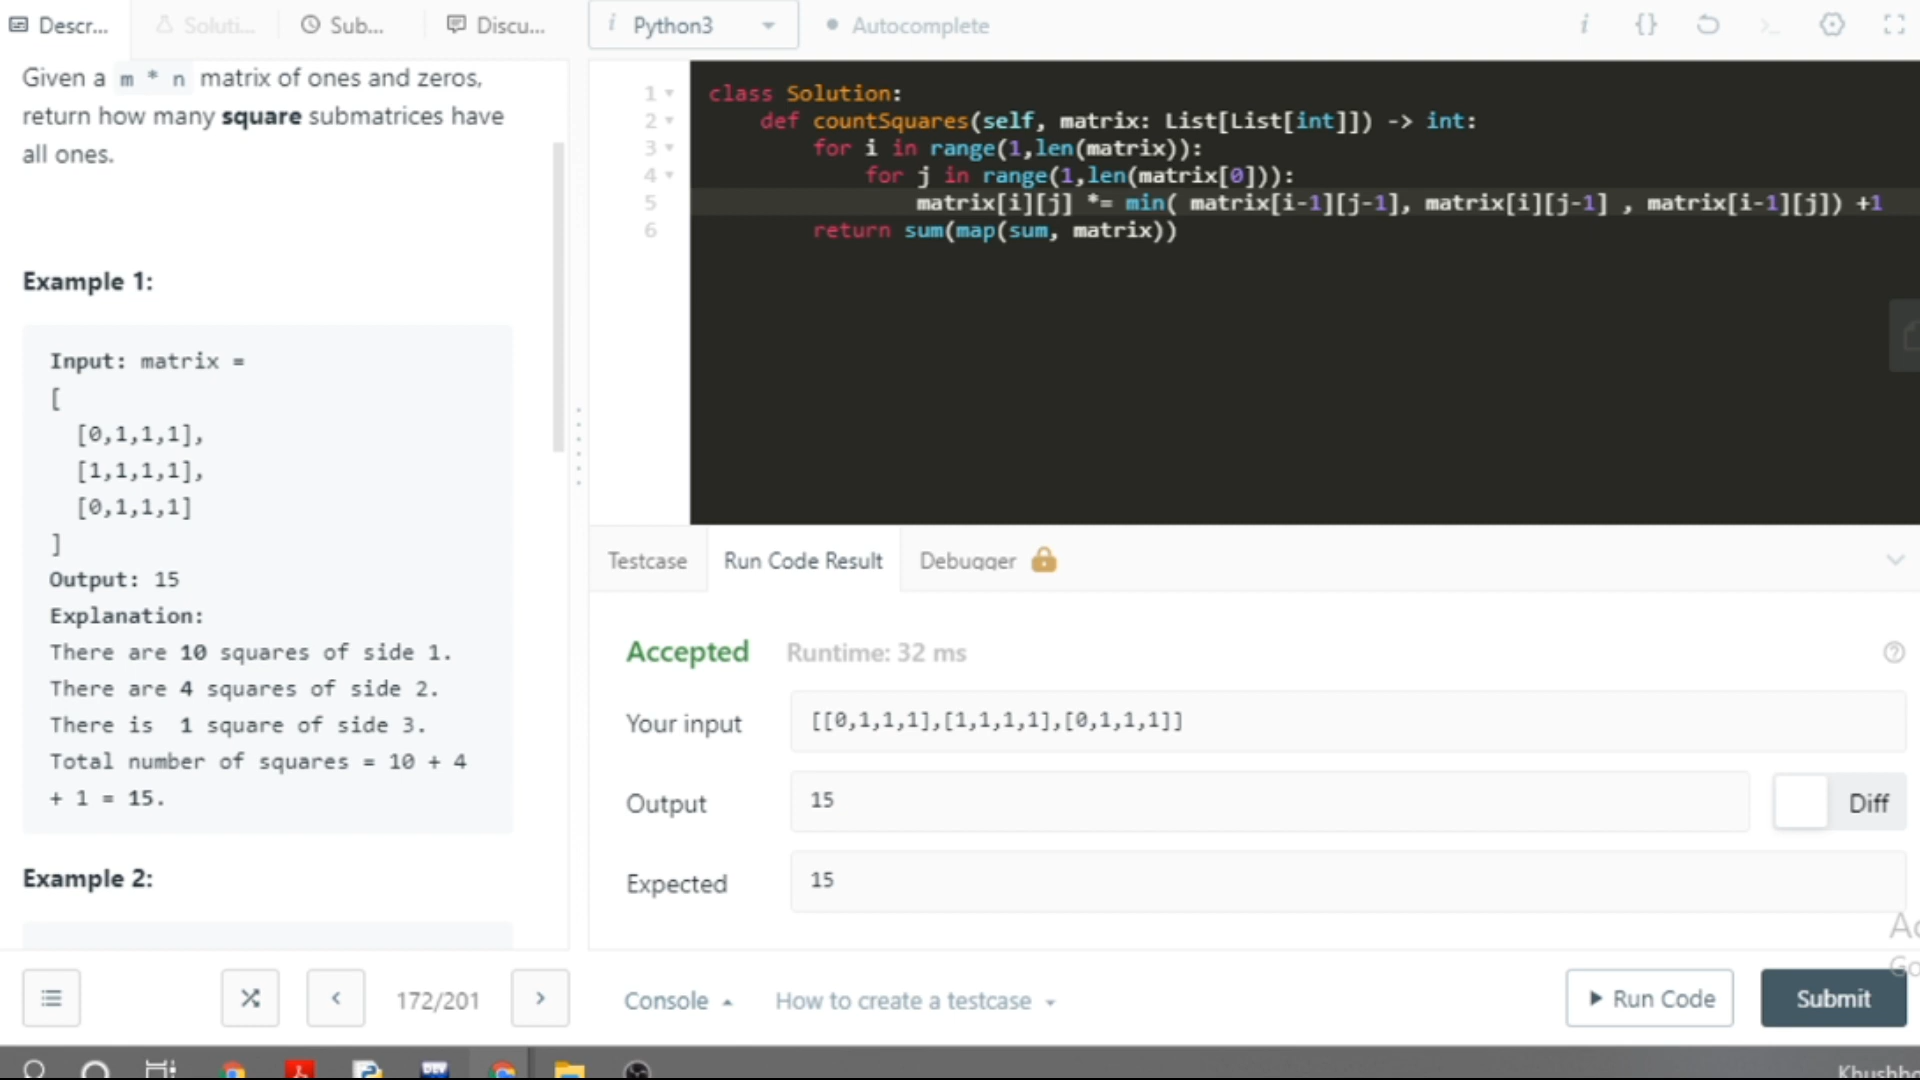 Descr...
Soluti...
Sub...
Discu...
i Python3
Autocomplete
i {}
Given a m * n matrix of ones and zeros,
return how many square submatrices have
all ones.
Example 1:
Input: matrix =
[
[0,1,1,1],
[1,1,1,1],
[0,1,1,1]
]
Output: 15
Explanation:
There are 10 squares of side 1.
There are 4 squares of side 2.
There is 1 square of side 3.
Total number of squares = 10 + 4
+ 1 = 15.
Example 2:
172/201
1 class Solution:
2 def countSquares(self, matrix: List[List[int]]) -> int:
3 for i in range(1,len(matrix)):
4 for j in range(1,len(matrix[0])):
5 matrix[i][j] *= min( matrix[i-1][j-1], matrix[i][j-1] , matrix[i-1][j]) +1
6 return sum(map(sum, matrix))
Testcase
Run Code Result
Debugger
Accepted Runtime: 32 ms
Your input [[0,1,1,1],[1,1,1,1],[0,1,1,1]]
Output 15
Diff
Expected 15
Ac
Go
Console
How to create a testcase
Run Code
Submit
DEV
Khushbo